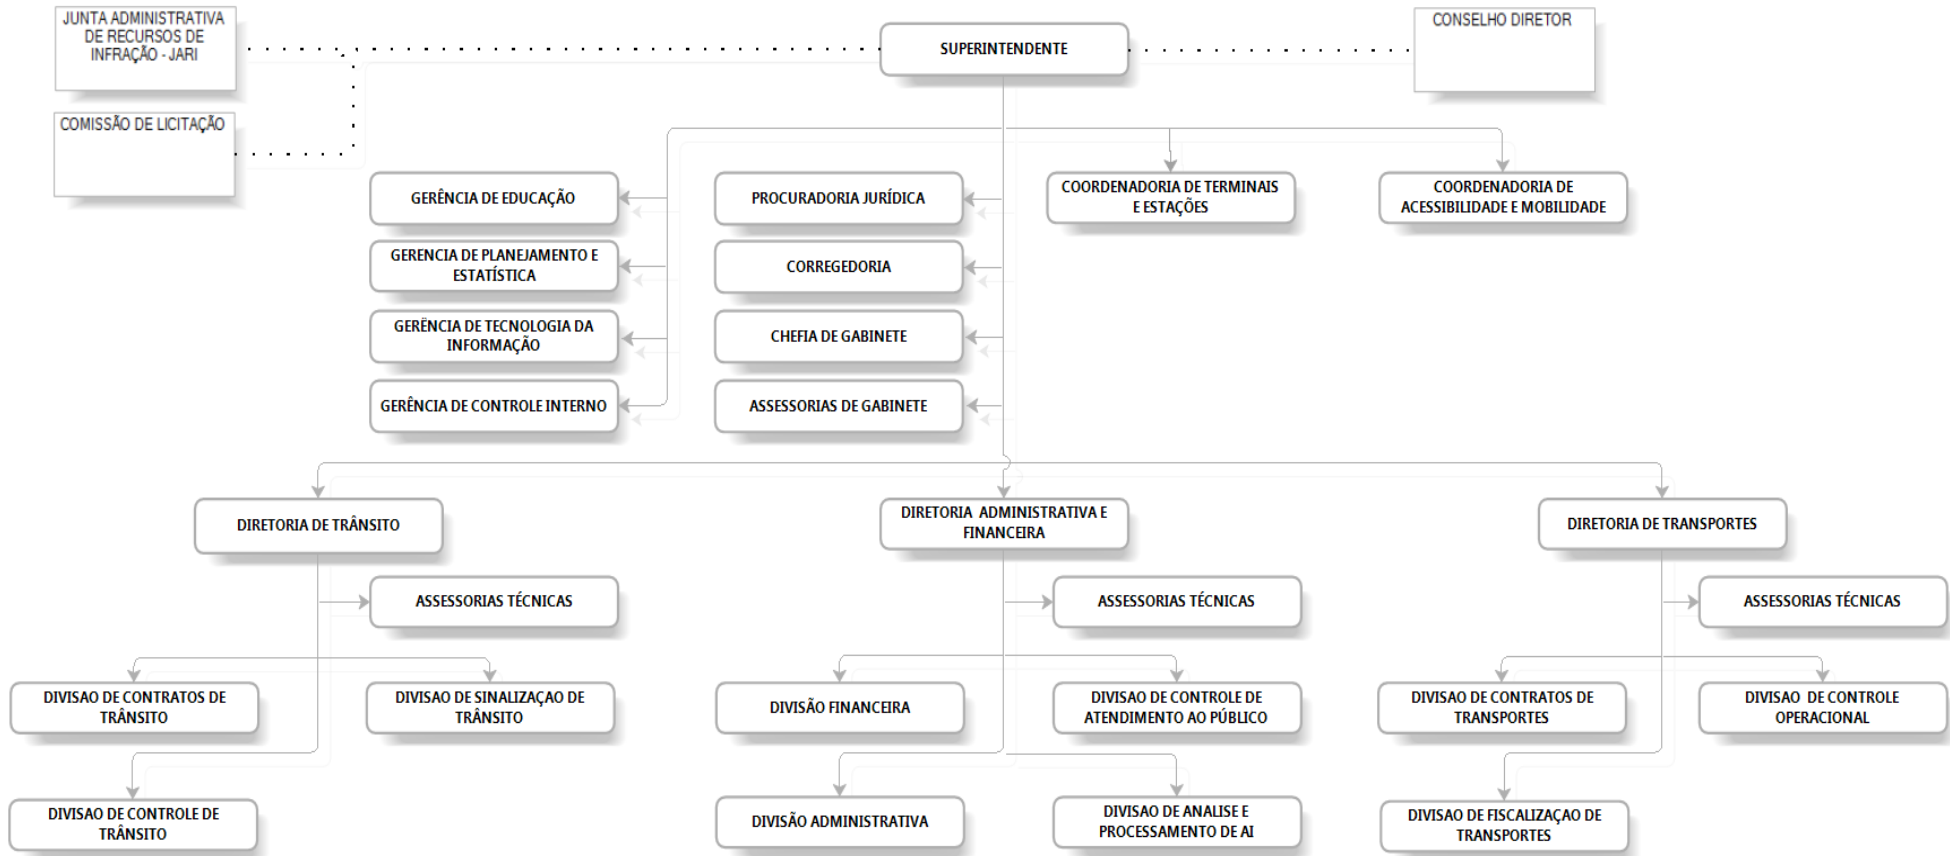 JUNTA ADMINISTRATIVA
DE RECURSOS DE
INFRAÇÃO - JARI
SUPERINTENDENTE
CONSELHO DIRETOR
COMISSÃO DE LICITAÇÃO
GERÊNCIA DE EDUCAÇÃO
PROCURADORIA JURÍDICA
COORDENADORIA DE TERMINAIS
E ESTAÇÕES
COORDENADORIA DE
ACESSIBILIDADE E MOBILIDADE
GERENCIA DE PLANEJAMENTO E
ESTATÍSTICA
CORREGEDORIA
GERÊNCIA DE TECNOLOGIA DA
INFORMAÇÃO
CHEFIA DE GABINETE
GERÊNCIA DE CONTROLE INTERNO
ASSESSORIAS DE GABINETE
DIRETORIA DE TRÂNSITO
DIRETORIA ADMINISTRATIVA E
FINANCEIRA
DIRETORIA DE TRANSPORTES
ASSESSORIAS TÉCNICAS
ASSESSORIAS TÉCNICAS
ASSESSORIAS TÉCNICAS
DIVISAO DE CONTRATOS DE
TRÂNSITO
DIVISAO DE SINALIZAÇAO DE
TRÂNSITO
DIVISÃO FINANCEIRA
DIVISAO DE CONTROLE DE
ATENDIMENTO AO PÚBLICO
DIVISAO DE CONTRATOS DE
TRANSPORTES
DIVISAO DE CONTROLE
OPERACIONAL
DIVISAO DE CONTROLE DE
TRÂNSITO
DIVISÃO ADMINISTRATIVA
DIVISAO DE ANALISE E
PROCESSAMENTO DE AI
DIVISAO DE FISCALIZAÇAO DE
TRANSPORTES